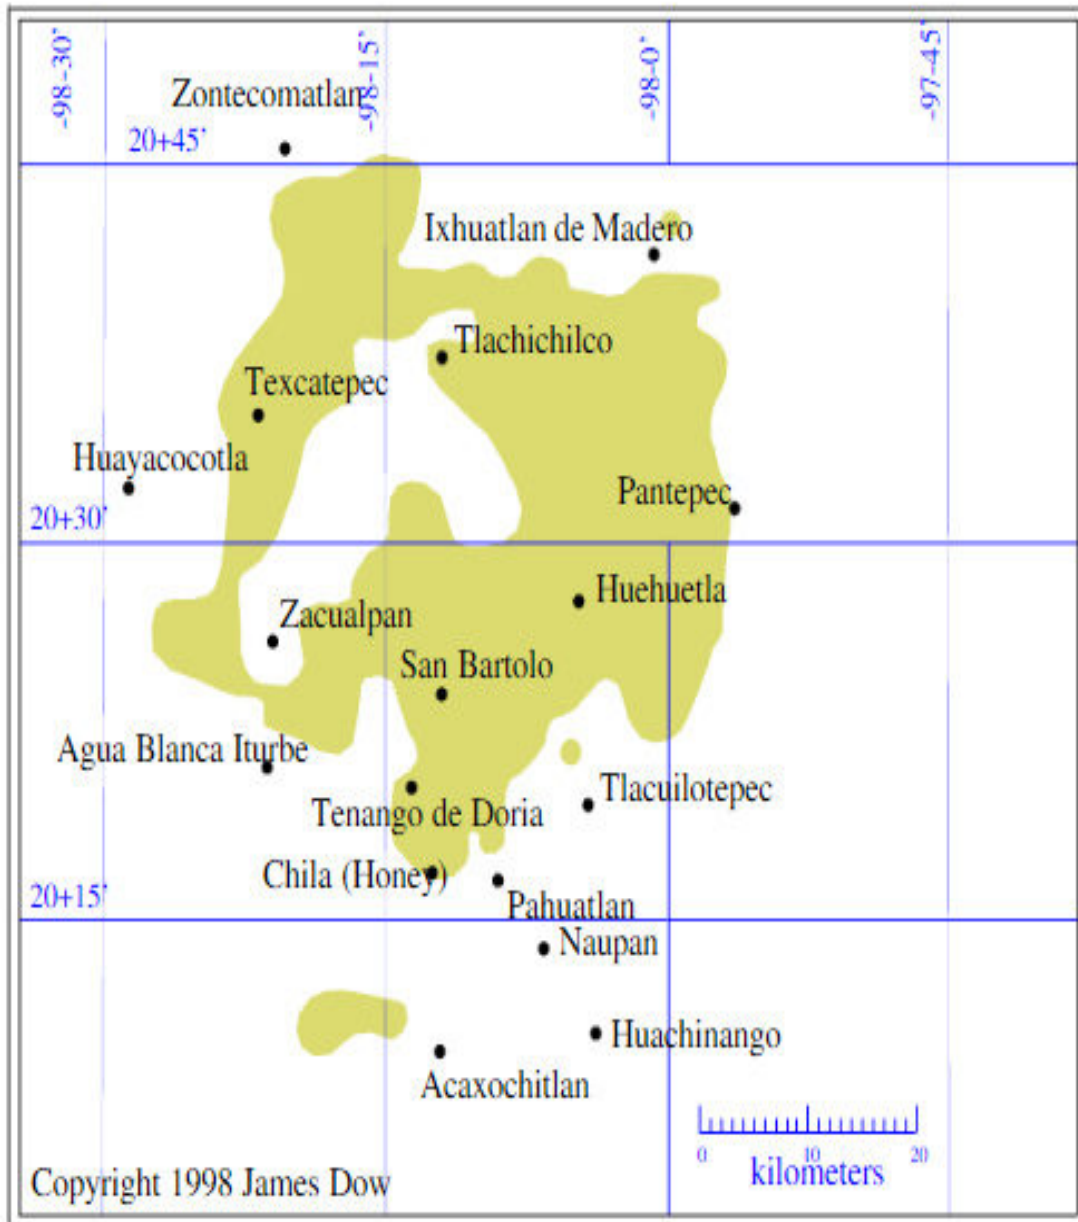 -98-30'
-98-15'
-98-0'
-97-45'
Zontecomatlan
20+45'
Ixhuatlan de Madero
Tlachichilco
Texcatepec
Huayacocotla
Pantepec
20+30'
Huehuetla
Zacualpan
San Bartolo
Agua Blanca Iturbe
Tlacuilotepec
Tenango de Doria
Chila (Honey)
20+15'
Pahuatlan
Naupan
Huachinango
Acaxochitlan
0 10 20
kilometers
Copyright 1998 James Dow